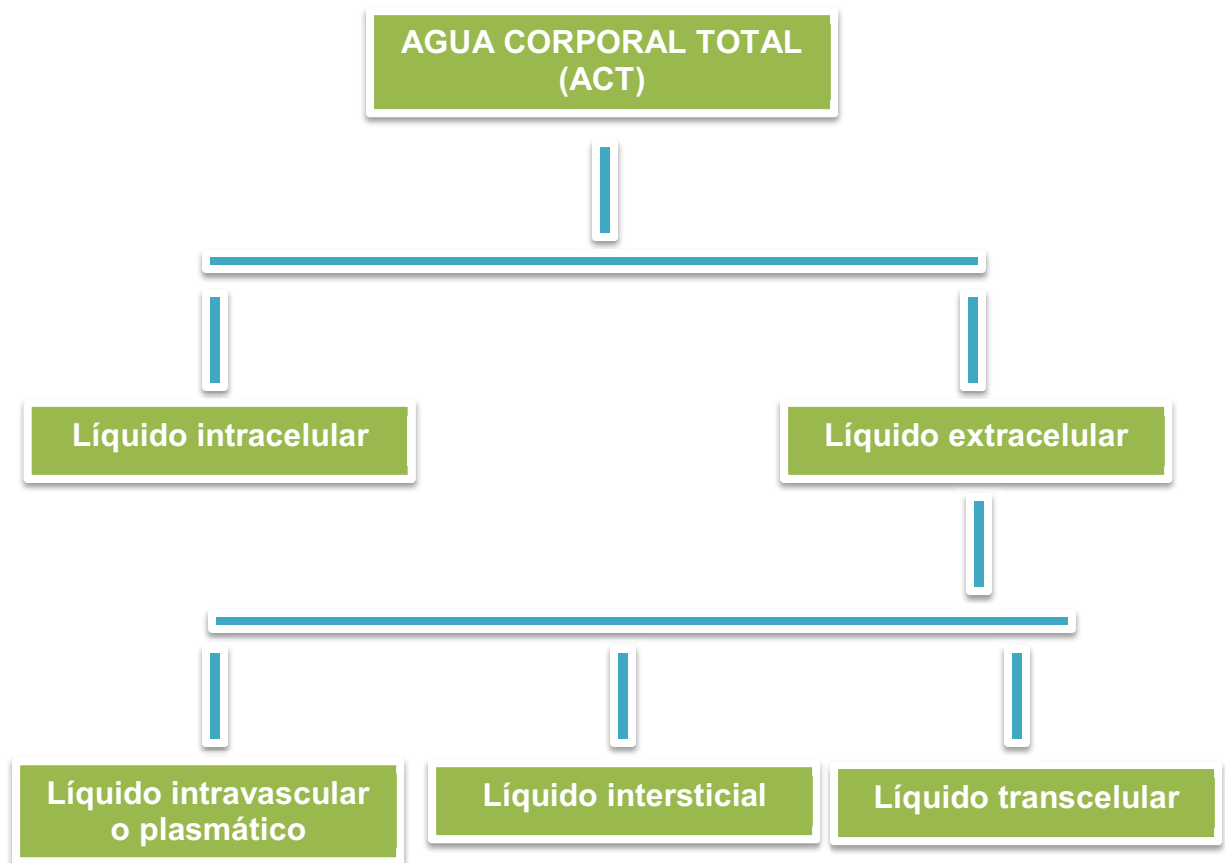 AGUA CORPORAL TOTAL
(ACT)
Líquido intracelular
Líquido extracelular
Líquido intravascular
o plasmático
Líquido intersticial
Líquido transcelular